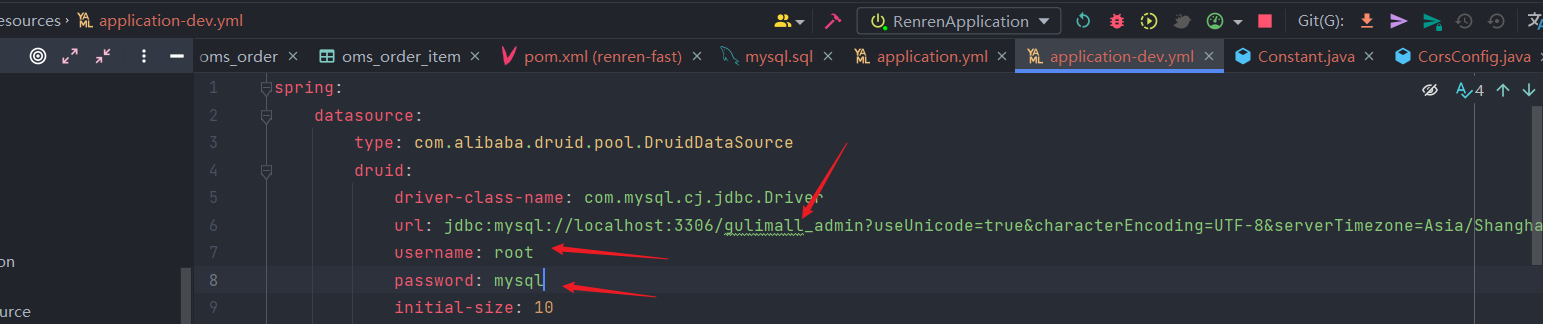 esources › application-dev.yml RenrenApplication Git(G):
oms_order oms_order_item pom.xml (renren-fast) mysql.sql application.yml application-dev.yml Constant.java CorsConfig.java
1 spring: 4
2 datasource:
3 type: com.alibaba.druid.pool.DruidDataSource
4 druid:
5 driver-class-name: com.mysql.cj.jdbc.Driver
6 url: jdbc:mysql://localhost:3306/gulimall_admin?useUnicode=true&characterEncoding=UTF-8&serverTimezone=Asia/Shangha
7 username: root
on
8 password: mysql
9 initial-size: 10
urce